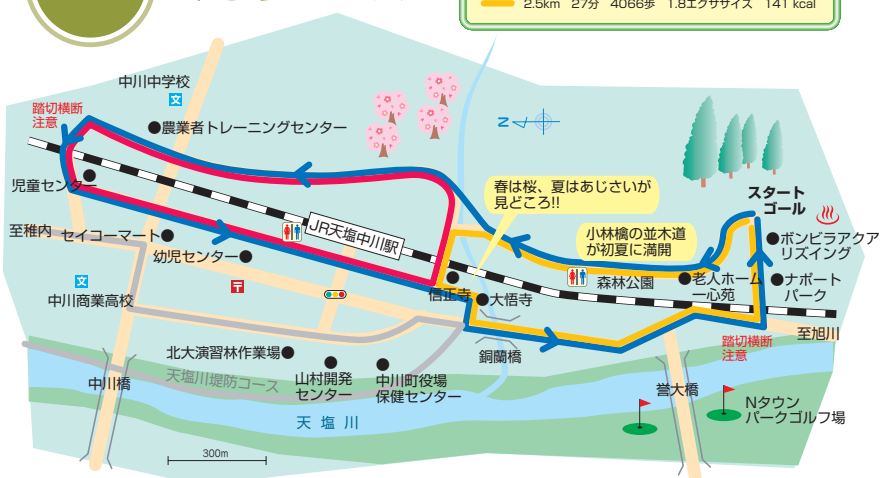 2.5km 27分 4066歩 1.8エクササイズ 141 kcal
中川中学校
文
踏切横断
注意
農業者トレーニングセンター
N
児童センター
春は桜、夏はあじさいが
見どころ!!
スタート
ゴール
JR天塩中川駅
至稚内
セイコーマート
小林檎の並木道
が初夏に満開
ポンピラアクア
リズイング
幼児センター
森林公園
老人ホーム
一心苑
ナポート
パーク
文
中川商業高校
〒
信正寺
大悟寺
至旭川
踏切横断
注意
銅蘭橋
北大演習林作業場
天塩川堤防コース
中川橋
山村開発
センター
中川町役場
保健センター
誉大橋
Nタウン
パークゴルフ場
天塩川
300m